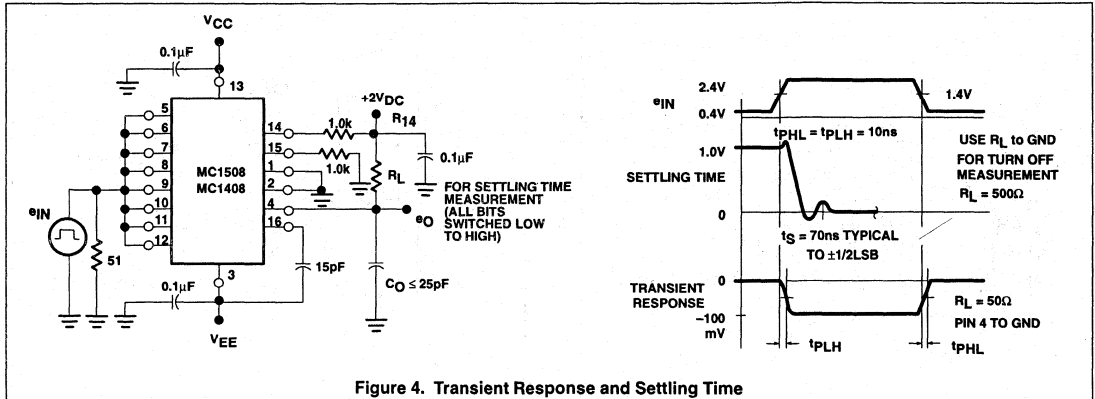 VCC
0.1µF
13
5
6
7
8
9
10
11
12
MC1508
MC1408
14
15
1
2
4
16
3
1.0k
1.0k
+2VDC
R14
RL
0.1µF
FOR SETTLING TIME
MEASUREMENT
(ALL BITS
SWITCHED LOW
TO HIGH)
eO
eIN
51
15pF
CO ≤ 25pF
0.1µF
VEE
eIN
2.4V
0.4V
1.4V
tPHL = tPLH = 10ns
USE RL to GND
FOR TURN OFF
MEASUREMENT
RL = 500Ω
1.0V
SETTLING TIME
0
tS = 70ns TYPICAL
TO ±1/2LSB
TRANSIENT
RESPONSE
0
–100
mV
RL = 50Ω
PIN 4 TO GND
tPLH
tPHL
Figure 4. Transient Response and Settling Time